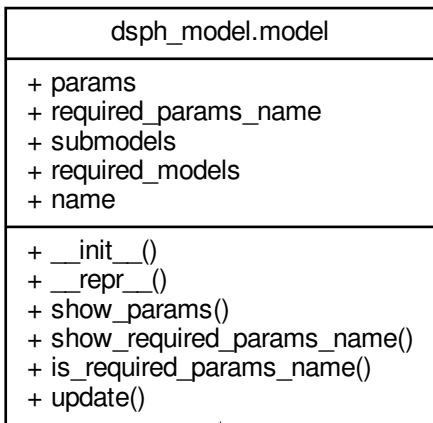 dsph_model.model
+ params
+ required_params_name
+ submodels
+ required_models
+ name
+ __init__()
+ __repr__()
+ show_params()
+ show_required_params_name()
+ is_required_params_name()
+ update()